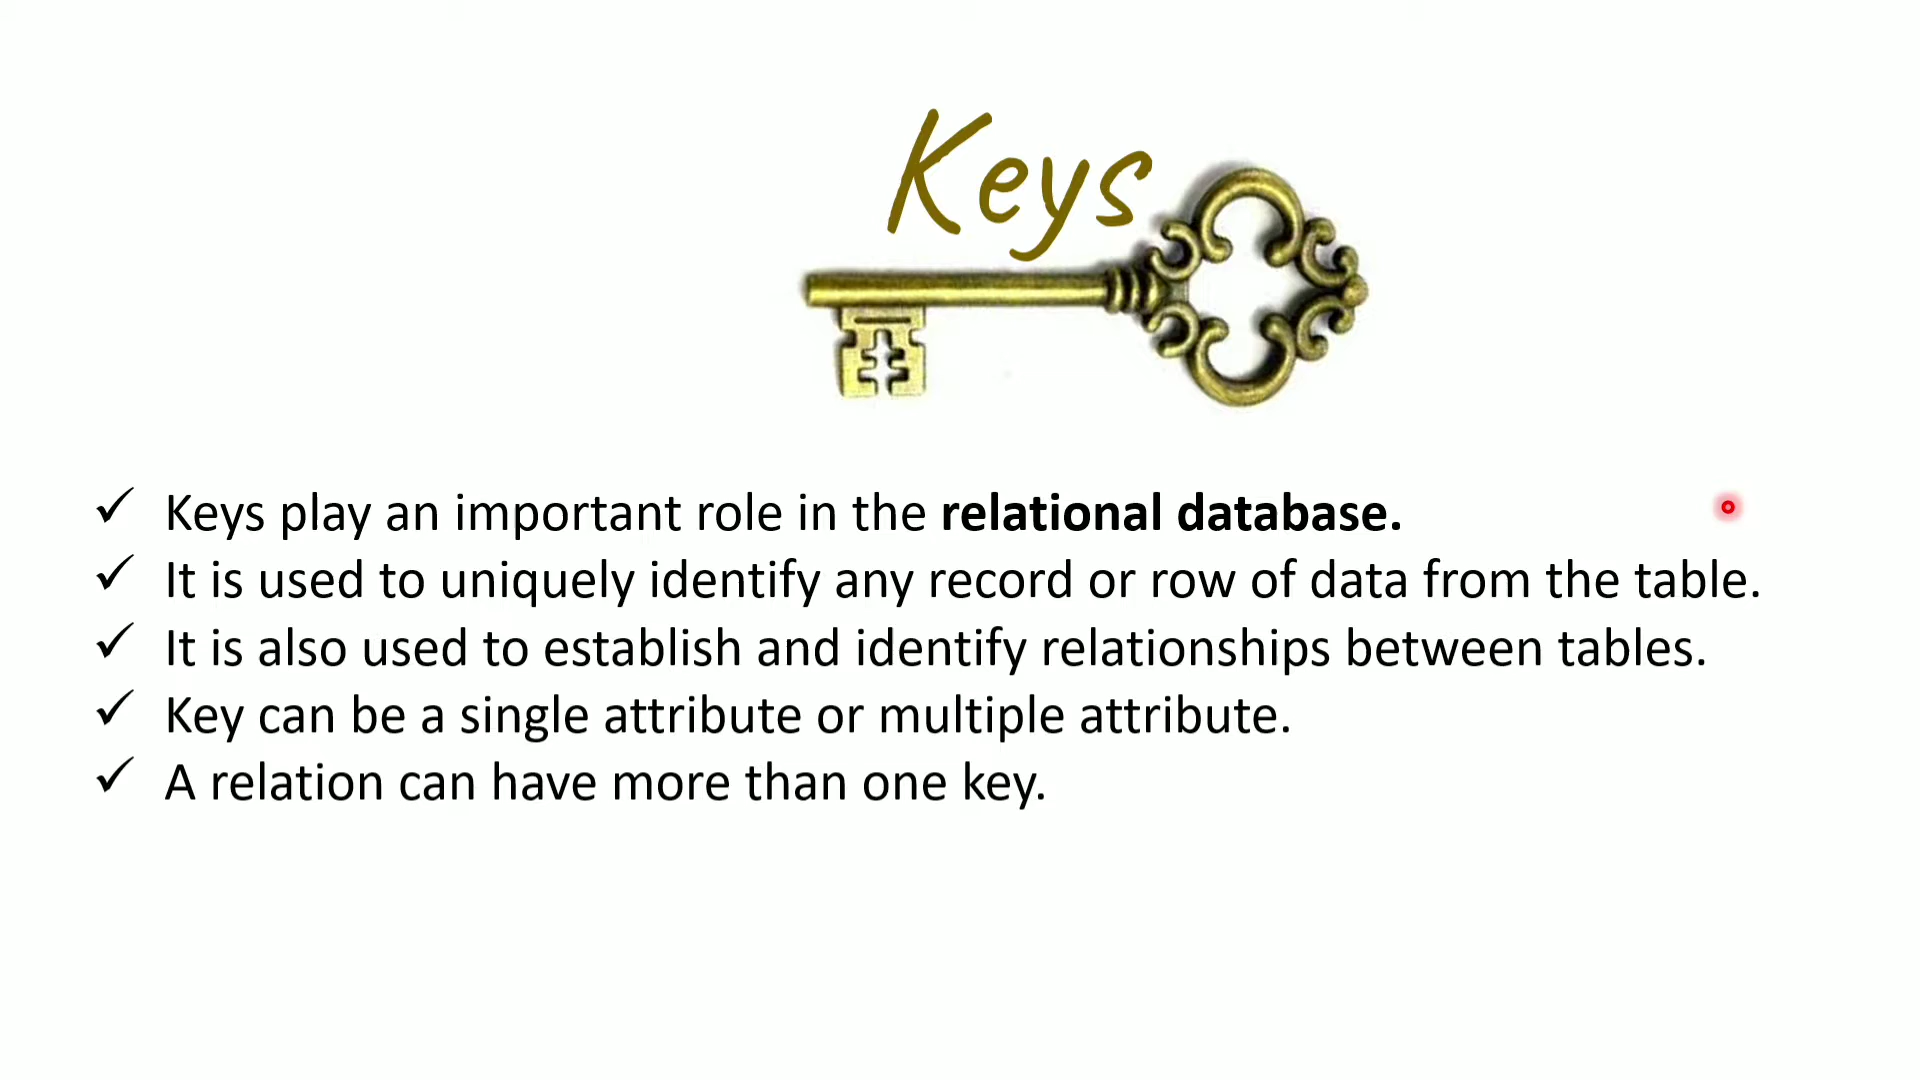 Keys
✓ Keys play an important role in the relational database.
✓ It is used to uniquely identify any record or row of data from the table.
✓ It is also used to establish and identify relationships between tables.
✓ Key can be a single attribute or multiple attribute.
✓ A relation can have more than one key.